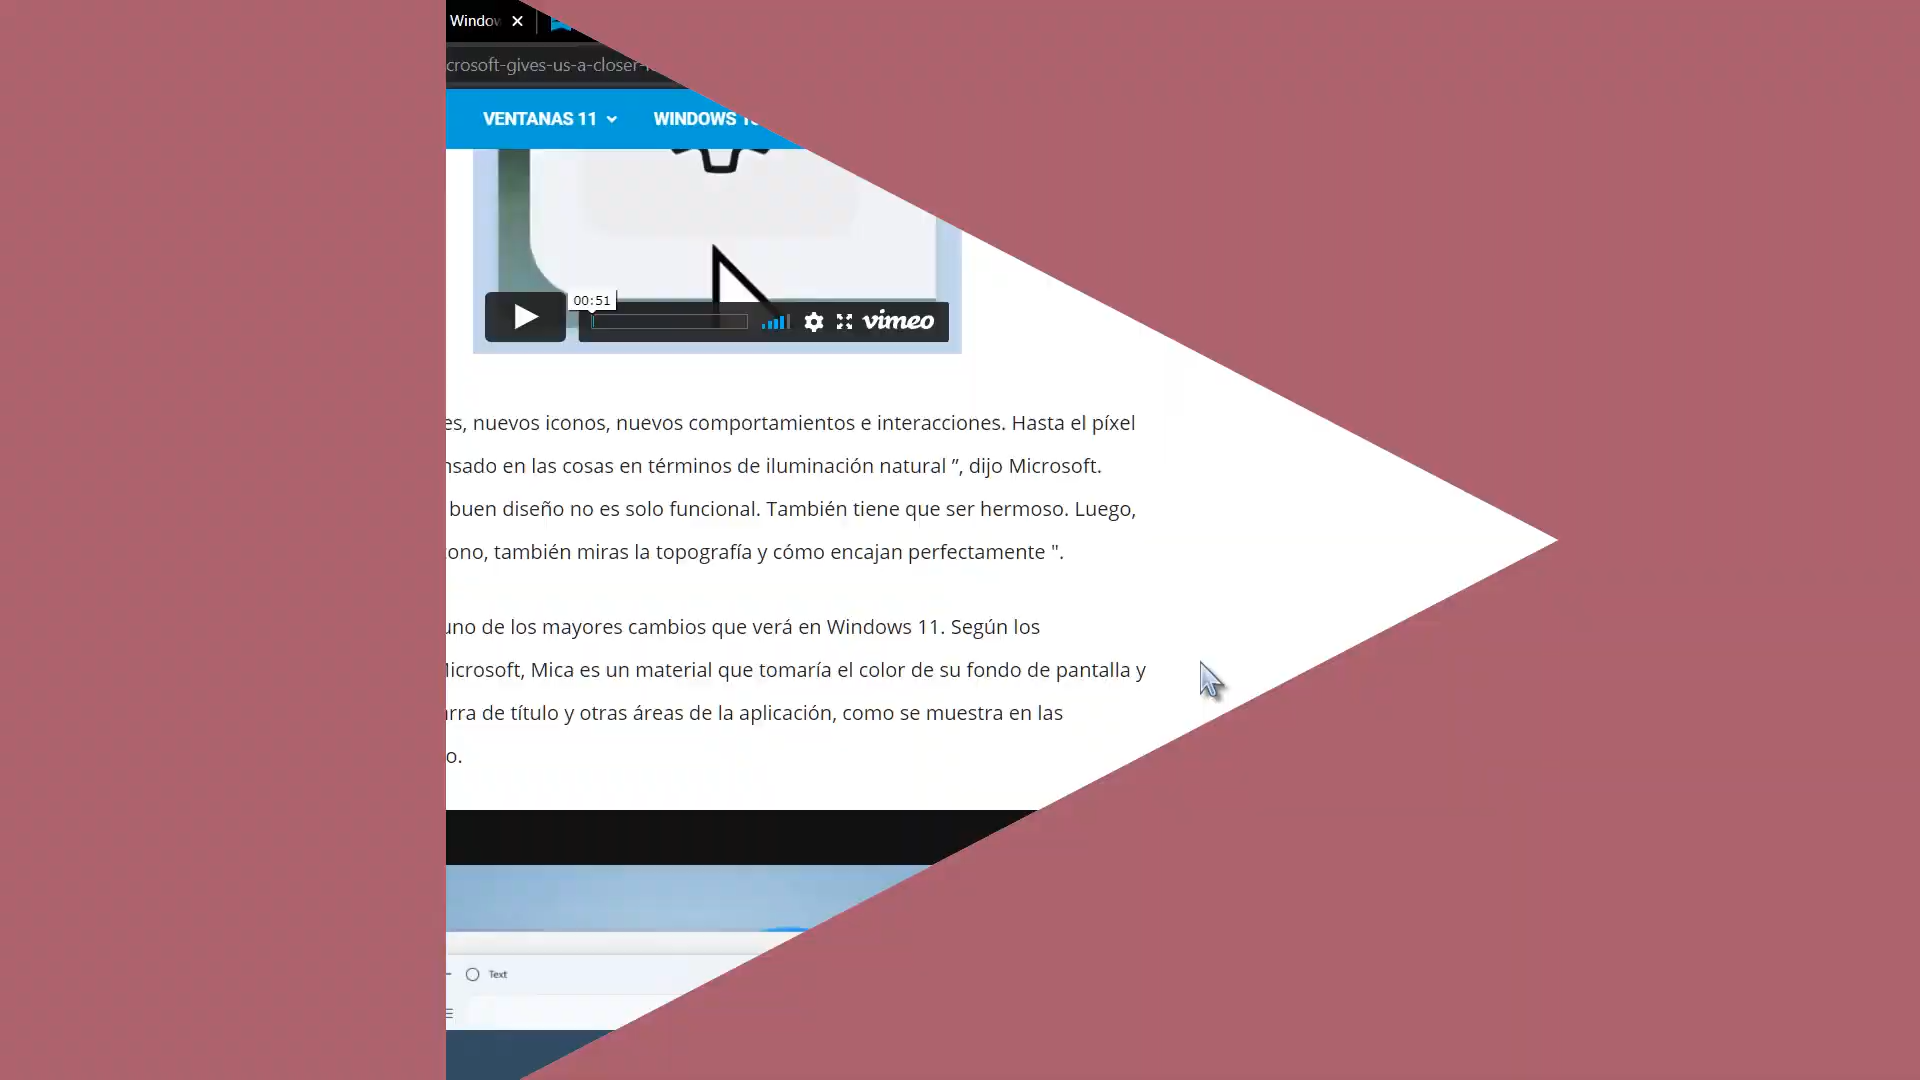 Window
crosoft-gives-us-a-closer-
VENTANAS 11
WINDOWS
00:51
vimeo
es, nuevos iconos, nuevos comportamientos e interacciones. Hasta el píxel
nsado en las cosas en términos de iluminación natural ”, dijo Microsoft.
buen diseño no es solo funcional. También tiene que ser hermoso. Luego,
cono, también miras la topografía y cómo encajan perfectamente ".
uno de los mayores cambios que verá en Windows 11. Según los
Microsoft, Mica es un material que tomaría el color de su fondo de pantalla y
rra de título y otras áreas de la aplicación, como se muestra en las
o.
Text